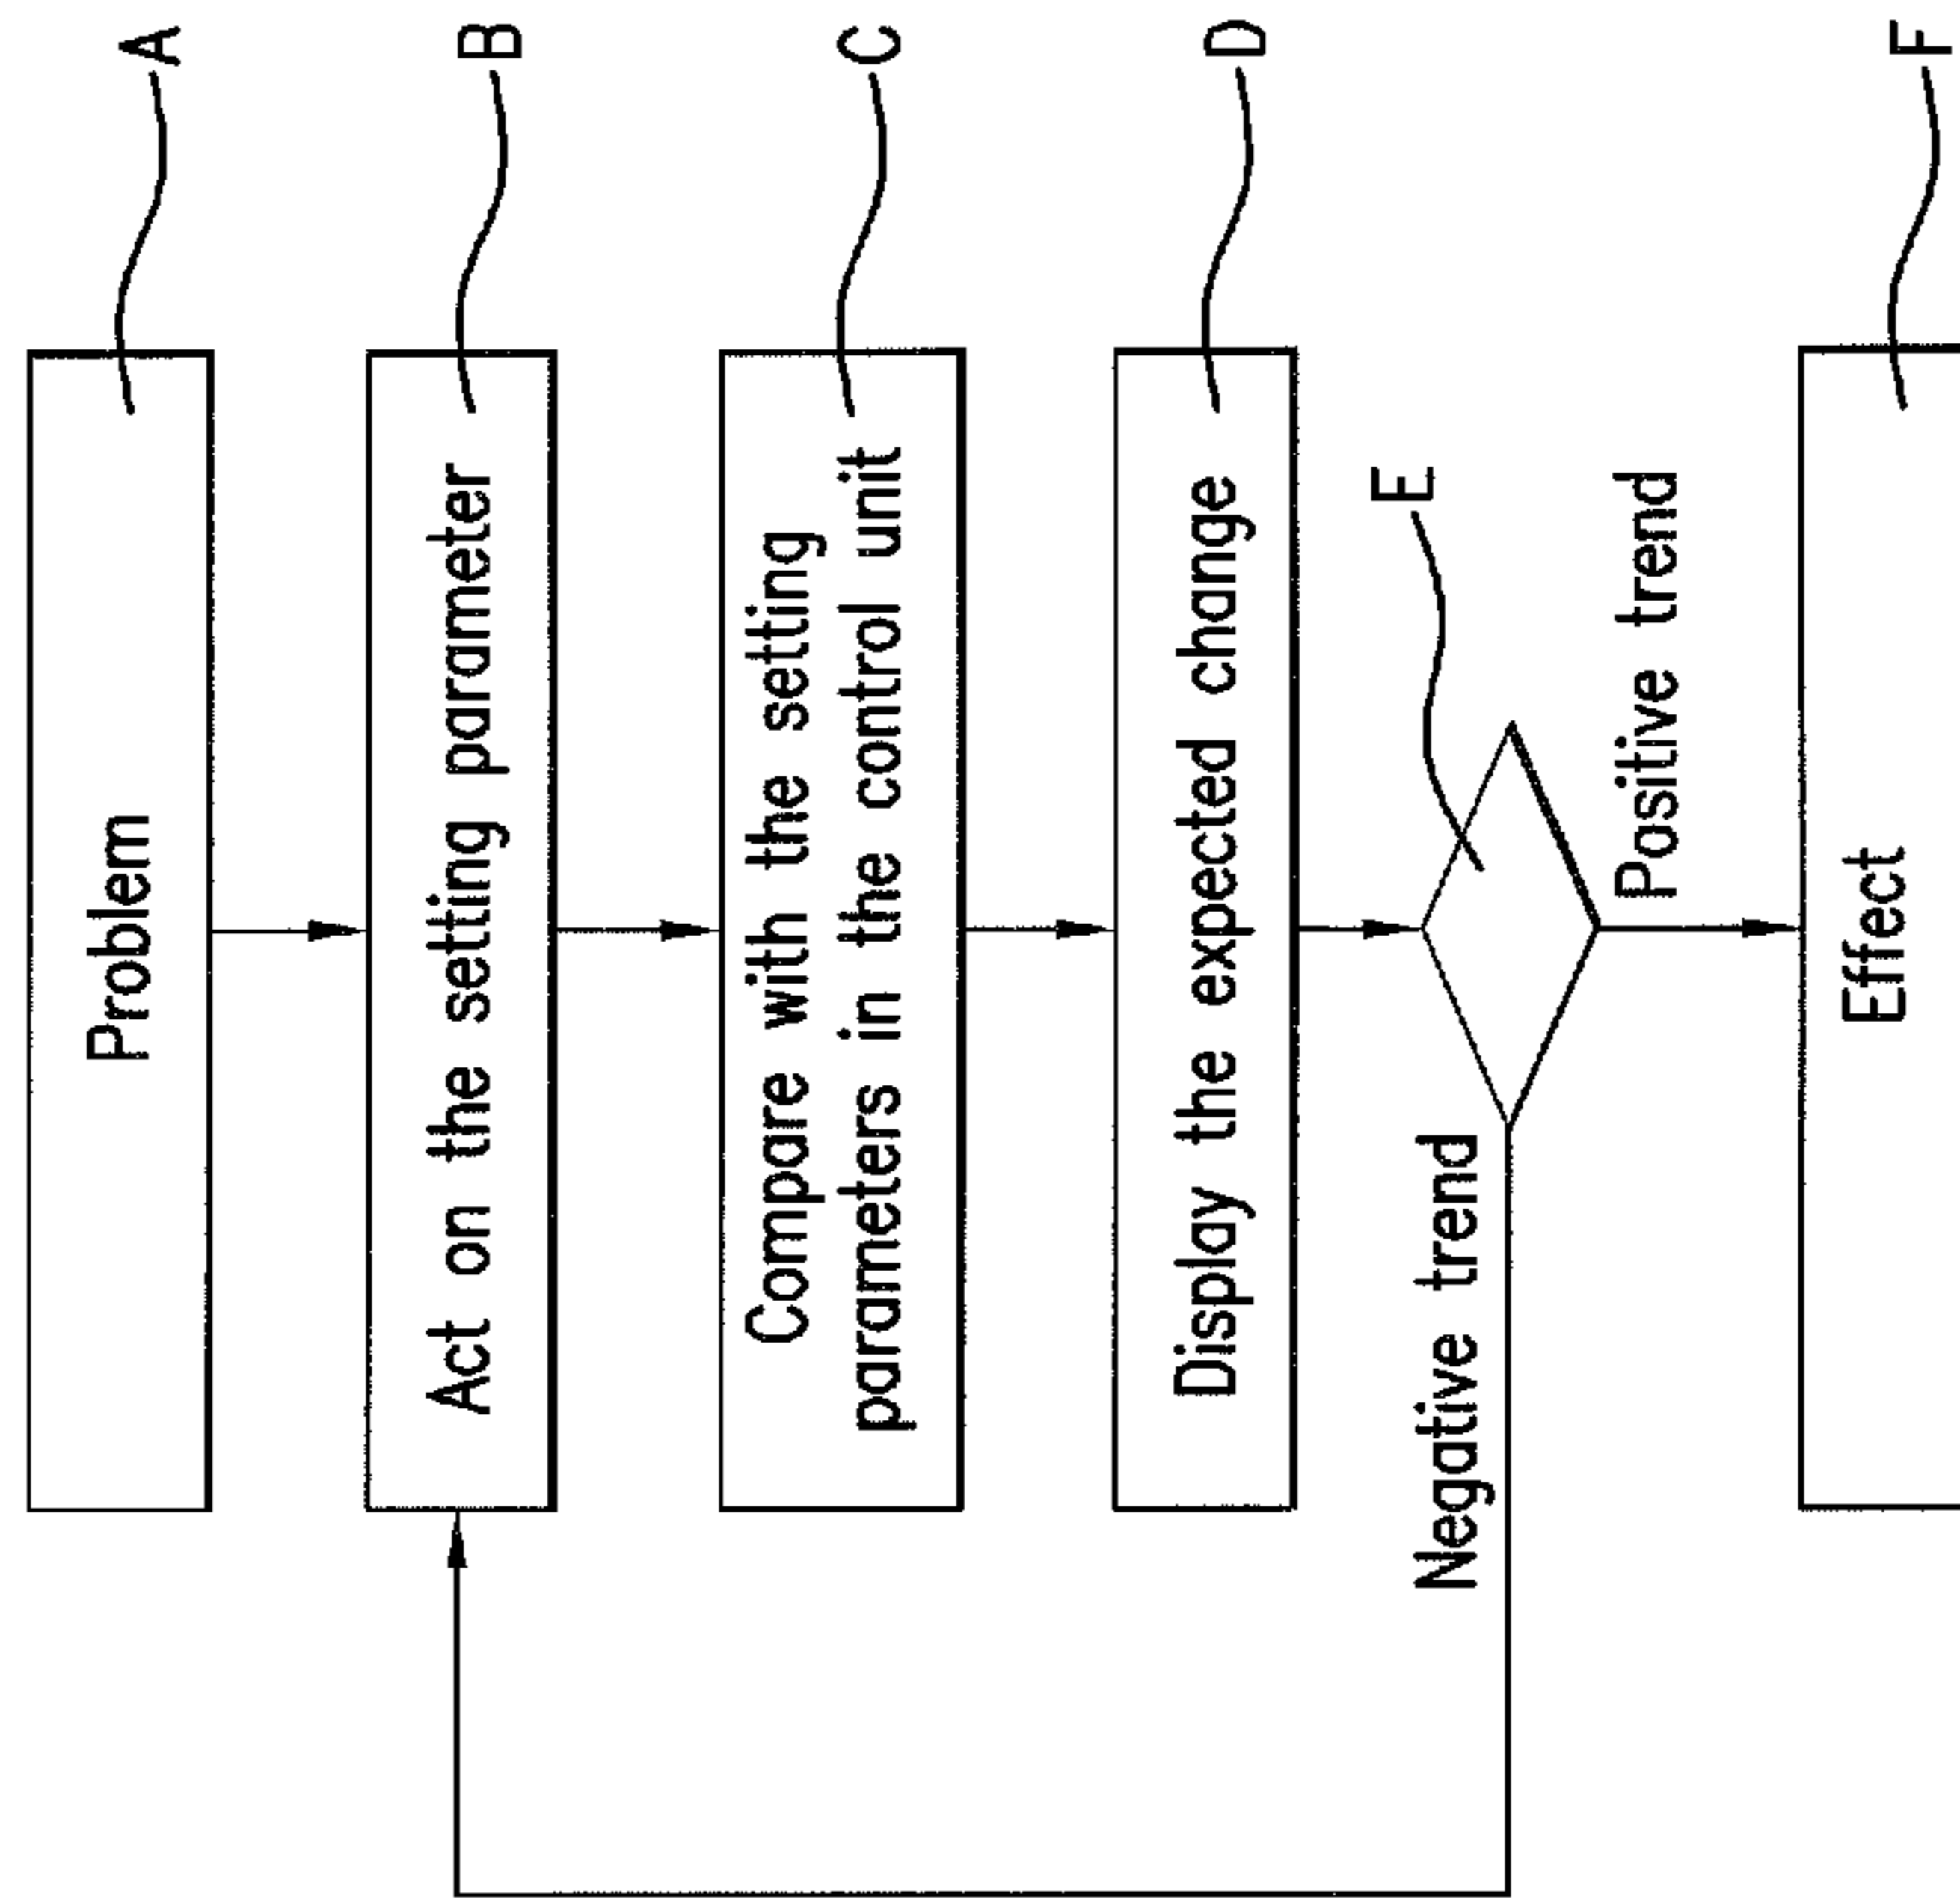 Problem
A
Act on the setting parameter
B
Compare with the setting
parameters in the control unit
C
Display the expected change
D
E
Negative trend
Positive trend
Effect
F